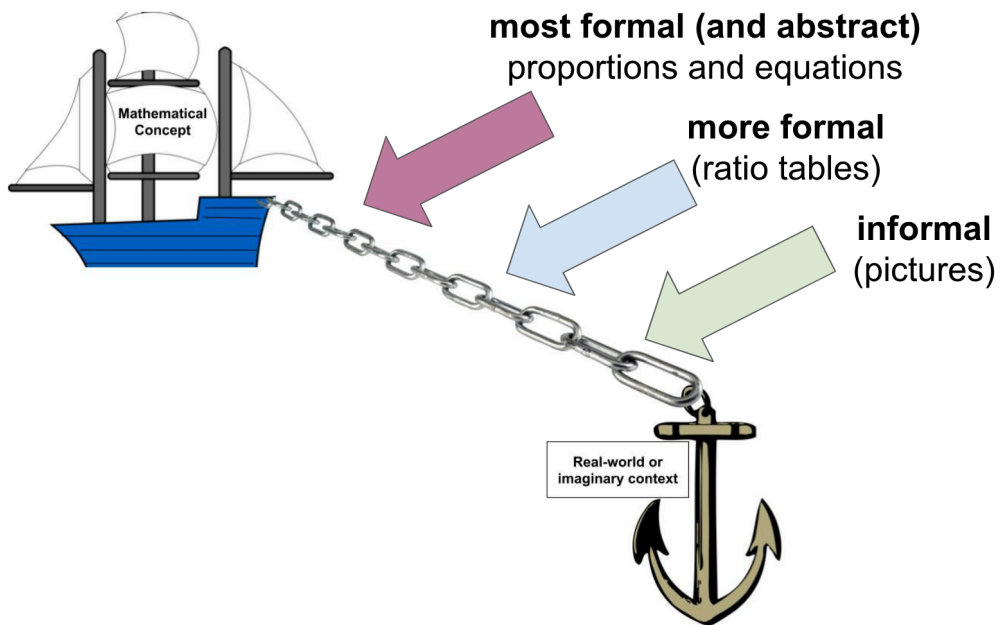 most formal (and abstract)
proportions and equations
Mathematical
Concept
more formal
(ratio tables)
informal
(pictures)
Real-world or
imaginary context